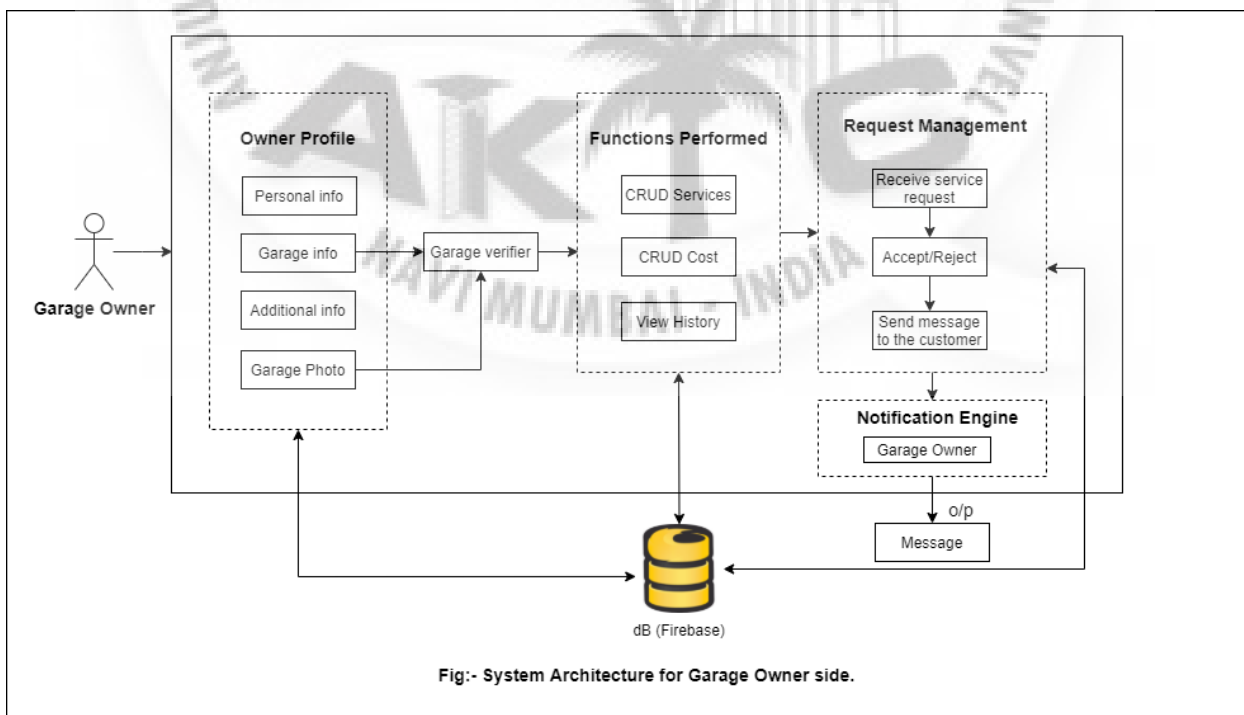 AKTC
NAVI MUMBAI - INDIA
Owner Profile
Personal info
Garage info
Additional info
Garage Photo
Garage Owner
Garage verifier
Functions Performed
CRUD Services
CRUD Cost
View History
Request Management
Receive service
request
Accept/Reject
Send message
to the customer
Notification Engine
Garage Owner
o/p
Message
dB (Firebase)
Fig:- System Architecture for Garage Owner side.